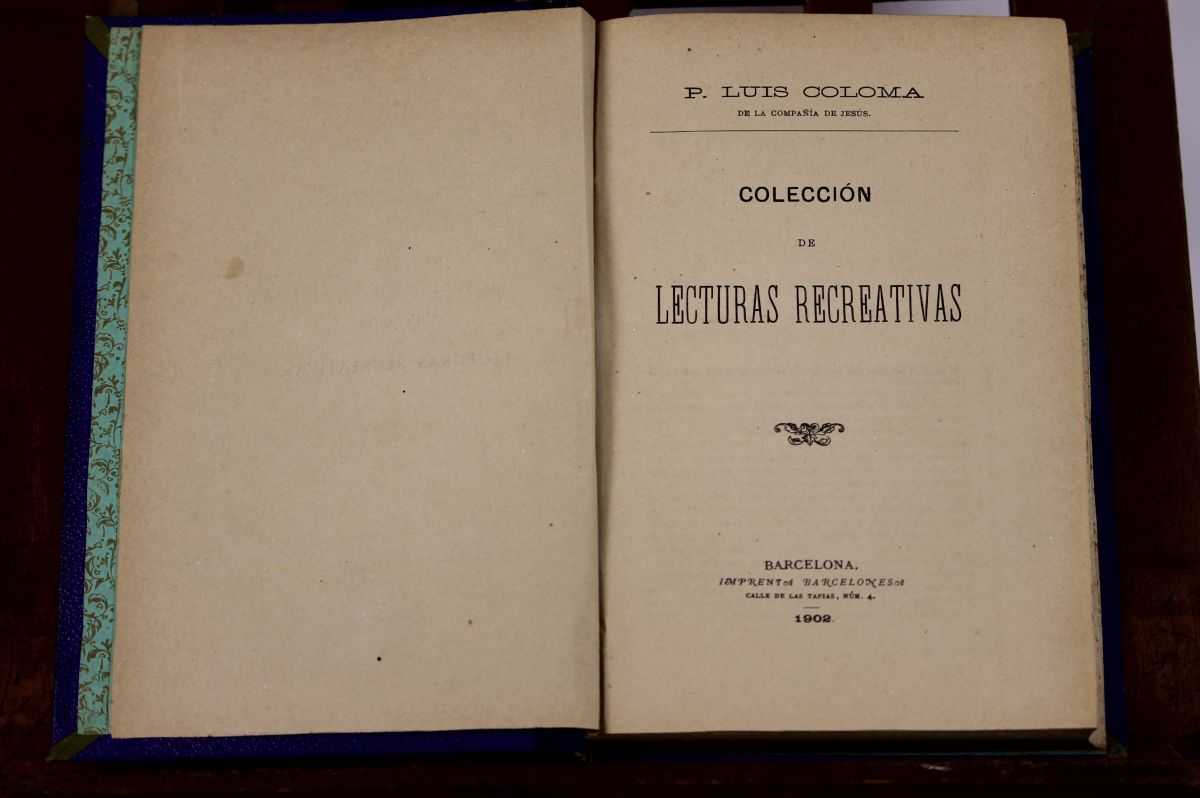 P. LUIS COLOMA
DE LA COMPAÑÍA DE JESÚS.
COLECCIÓN
DE
LECTURAS RECREATIVAS
BARCELONA.
IMPRENTA BARCELONESA
CALLE DE LAS TAPIAS, NÚM. 4.
1902.